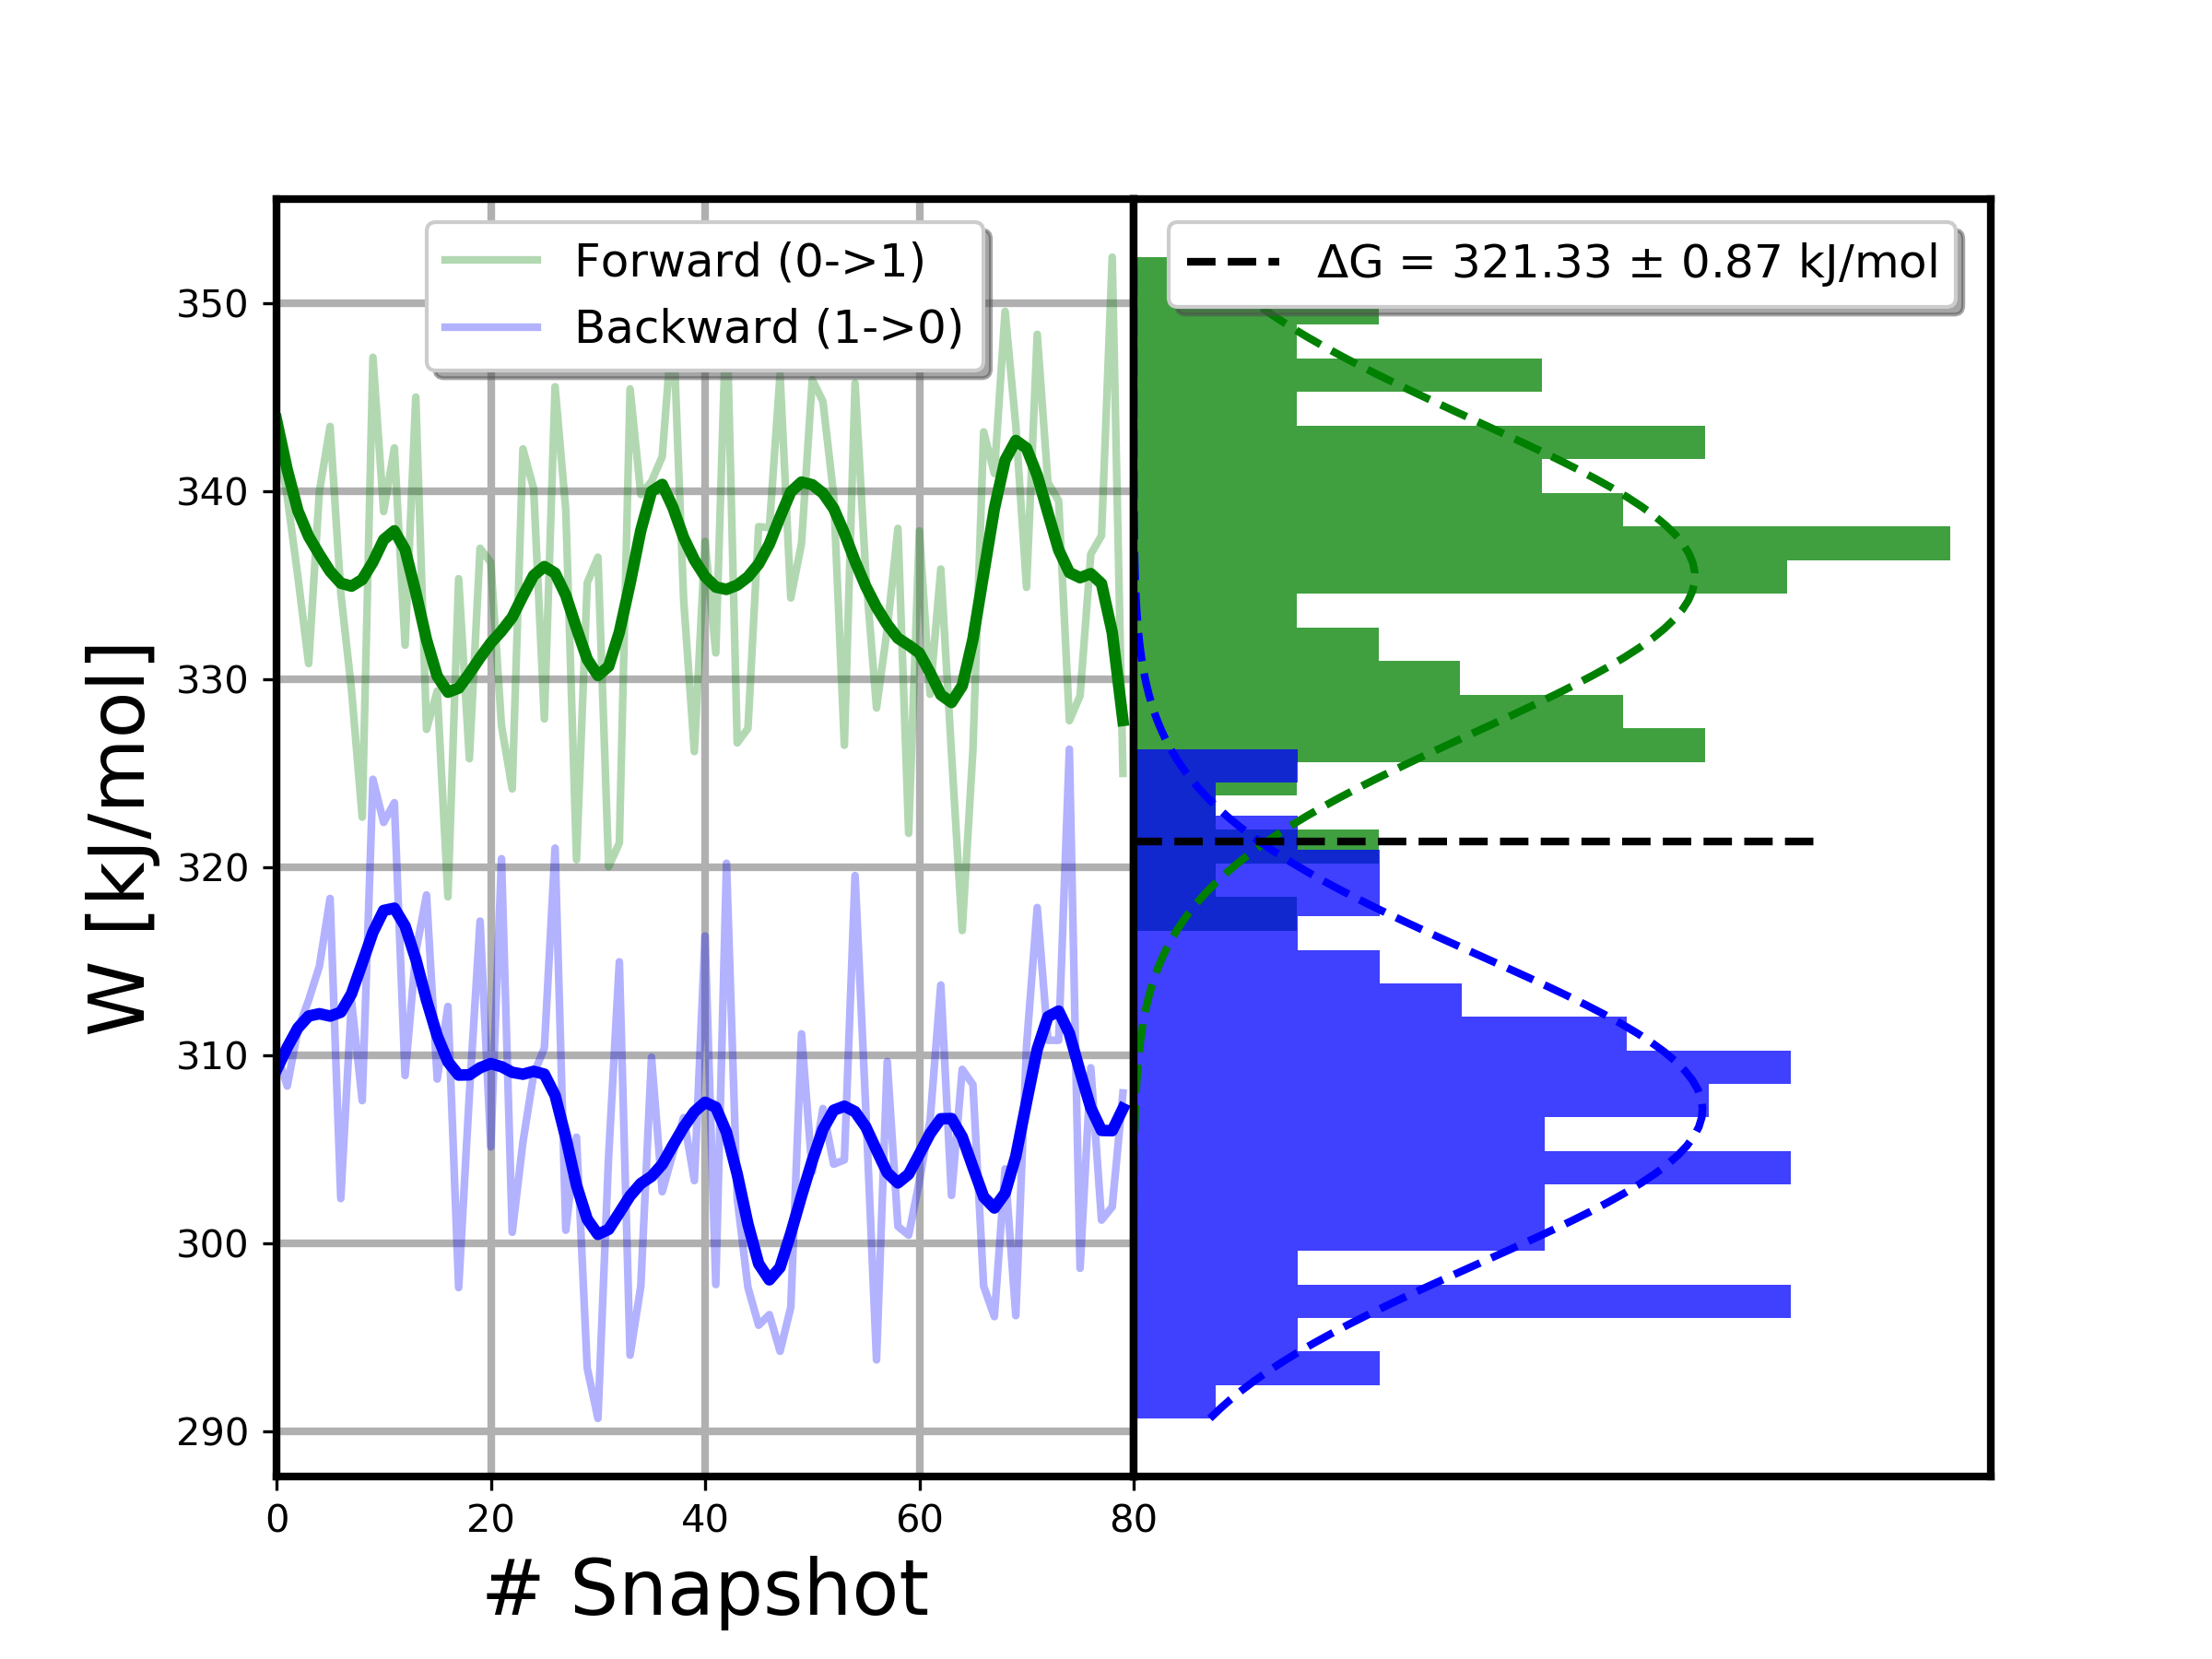 Forward (0->1)
Backward (1->0)
ΔG = 321.33 ± 0.87 kJ/mol
350
340
330
320
310
300
290
W [kJ/mol]
0 20 40 60 80
# Snapshot